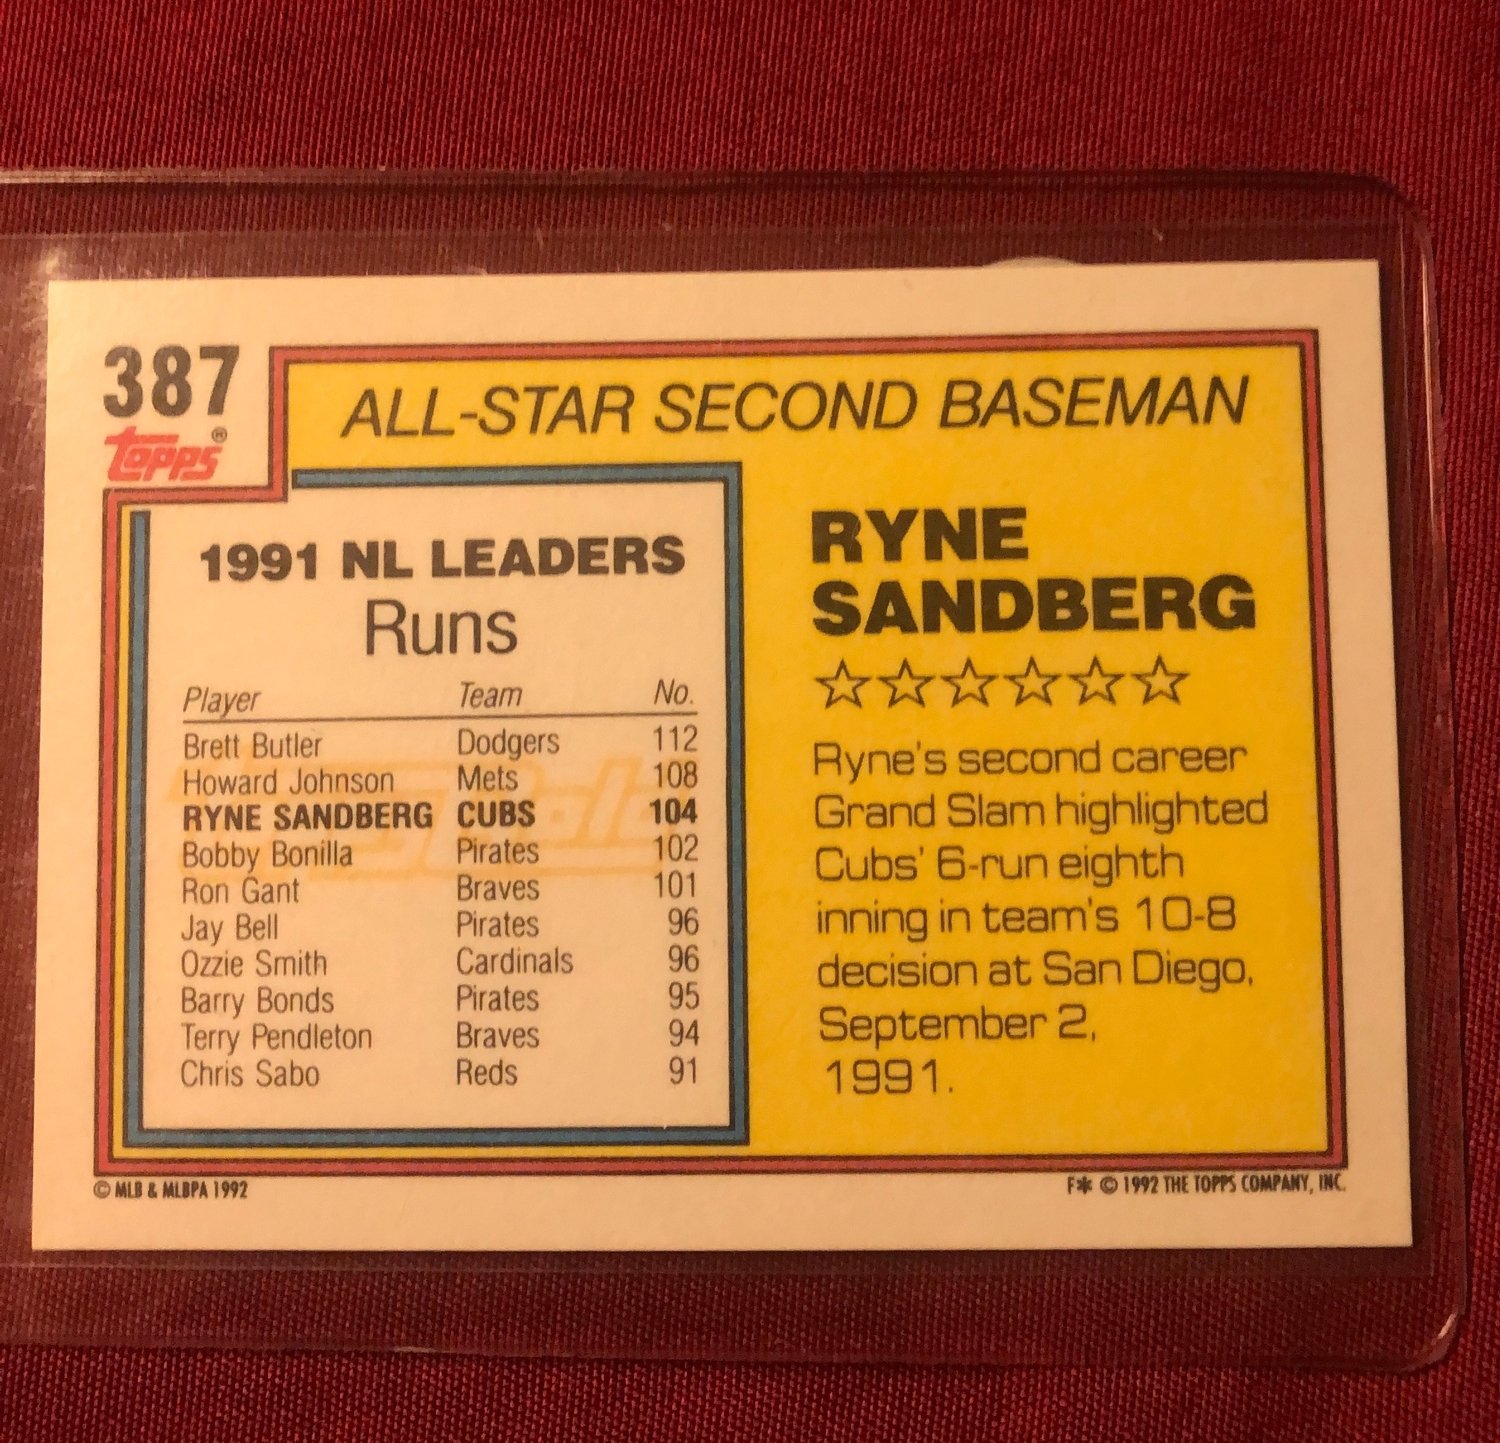 387
Topps®
ALL-STAR SECOND BASEMAN
1991 NL LEADERS
Runs
Player Team No.
Brett Butler Dodgers 112
Howard Johnson Mets 108
RYNE SANDBERG CUBS 104
Bobby Bonilla Pirates 102
Ron Gant Braves 101
Jay Bell Pirates 96
Ozzie Smith Cardinals 96
Barry Bonds Pirates 95
Terry Pendleton Braves 94
Chris Sabo Reds 91
RYNE
SANDBERG
☆☆☆☆☆☆
Ryne's second career
Grand Slam highlighted
Cubs' 6-run eighth
inning in team's 10-8
decision at San Diego,
September 2,
1991.
© MLB & MLBPA 1992
F✱ © 1992 THE TOPPS COMPANY, INC.